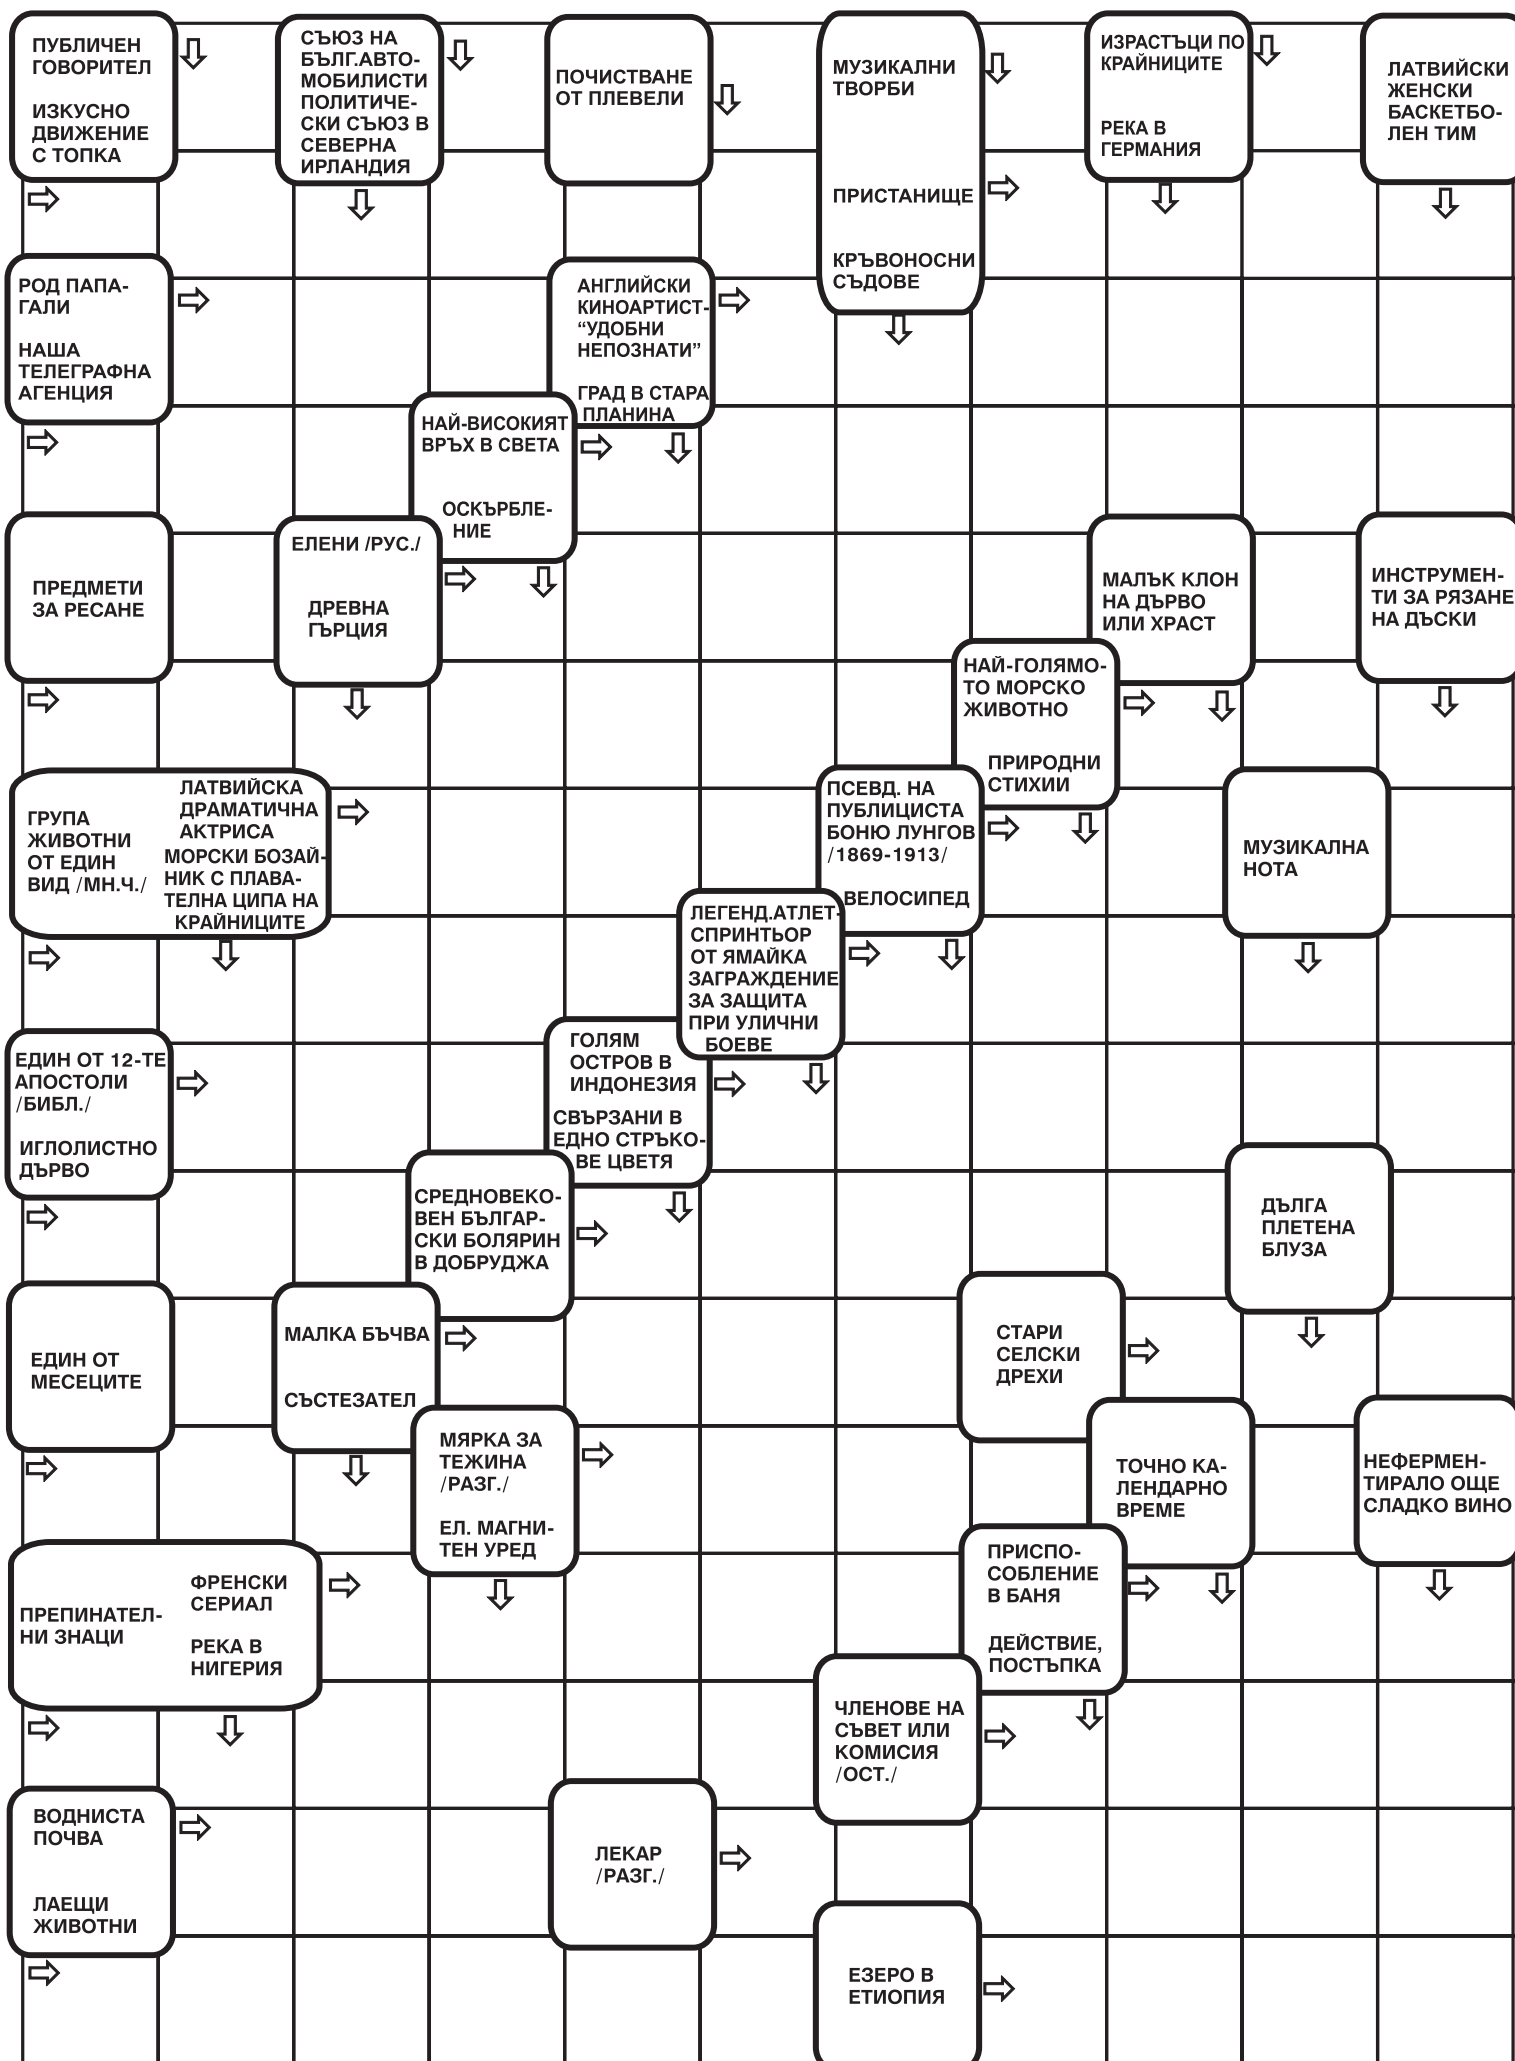 ПУБЛИЧЕН
ГОВОРИТЕЛ
ИЗКУСНО
ДВИЖЕНИЕ
С ТОПКА
СЪЮЗ НА
БЪЛГ.АВТО-
МОБИЛИСТИ
ПОЛИТИЧЕ-
СКИ СЪЮЗ В
СЕВЕРНА
ИРЛАНДИЯ
ПОЧИСТВАНЕ
ОТ ПЛЕВЕЛИ
МУЗИКАЛНИ
ТВОРБИ
ПРИСТАНИЩЕ
КРЪВОНОСНИ
СЪДОВЕ
ИЗРАСТЪЦИ ПО
КРАЙНИЦИТЕ
РЕКА В
ГЕРМАНИЯ
ЛАТВИЙСКИ
ЖЕНСКИ
БАСКЕТБО-
ЛЕН ТИМ
РОД ПАПА-
ГАЛИ
НАША
ТЕЛЕГРАФНА
АГЕНЦИЯ
АНГЛИЙСКИ
КИНОАРТИСТ-
“УДОБНИ
НЕПОЗНАТИ”
ГРАД В СТАРА
ПЛАНИНА
НАЙ-ВИСОКИЯТ
ВРЪХ В СВЕТА
ОСКЪРБЛЕ-
НИЕ
ПРЕДМЕТИ
ЗА РЕСАНЕ
ЕЛЕНИ /РУС./
ДРЕВНА
ГЪРЦИЯ
МАЛЪК КЛОН
НА ДЪРВО
ИЛИ ХРАСТ
ИНСТРУМЕН-
ТИ ЗА РЯЗАНЕ
НА ДЪСКИ
НАЙ-ГОЛЯМО-
ТО МОРСКО
ЖИВОТНО
ПРИРОДНИ
СТИХИИ
ГРУПА
ЖИВОТНИ
ОТ ЕДИН
ВИД /МН.Ч./
ЛАТВИЙСКА
ДРАМАТИЧНА
АКТРИСА
МОРСКИ БОЗАЙ-
НИК С ПЛАВА-
ТЕЛНА ЦИПА НА
КРАЙНИЦИТЕ
ПСЕВД. НА
ПУБЛИЦИСТА
БОНЮ ЛУНГОВ
/1869-1913/
ВЕЛОСИПЕД
МУЗИКАЛНА
НОТА
ЛЕГЕНД.АТЛЕТ-
СПРИНТЬОР
ОТ ЯМАЙКА
ЗАГРАЖДЕНИЕ
ЗА ЗАЩИТА
ПРИ УЛИЧНИ
БОЕВЕ
ЕДИН ОТ 12-ТЕ
АПОСТОЛИ
/БИБЛ./
ИГЛОЛИСТНО
ДЪРВО
ГОЛЯМ
ОСТРОВ В
ИНДОНЕЗИЯ
СВЪРЗАНИ В
ЕДНО СТРЪКО-
ВЕ ЦВЕТЯ
СРЕДНОВЕКО-
ВЕН БЪЛГАР-
СКИ БОЛЯРИН
В ДОБРУДЖА
ДЪЛГА
ПЛЕТЕНА
БЛУЗА
ЕДИН ОТ
МЕСЕЦИТЕ
МАЛКА БЪЧВА
СЪСТЕЗАТЕЛ
СТАРИ
СЕЛСКИ
ДРЕХИ
МЯРКА ЗА
ТЕЖИНА
/РАЗГ./
ЕЛ. МАГНИ-
ТЕН УРЕД
ТОЧНО КА-
ЛЕНДАРНО
ВРЕМЕ
НЕФЕРМЕН-
ТИРАЛО ОЩЕ
СЛАДКО ВИНО
ПРЕПИНАТЕЛ-
НИ ЗНАЦИ
ФРЕНСКИ
СЕРИАЛ
РЕКА В
НИГЕРИЯ
ПРИСПО-
СОБЛЕНИЕ
В БАНЯ
ДЕЙСТВИЕ,
ПОСТЪПКА
ЧЛЕНОВЕ НА
СЪВЕТ ИЛИ
КОМИСИЯ
/ОСТ./
ВОДНИСТА
ПОЧВА
ЛАЕЩИ
ЖИВОТНИ
ЛЕКАР
/РАЗГ./
ЕЗЕРО В
ЕТИОПИЯ